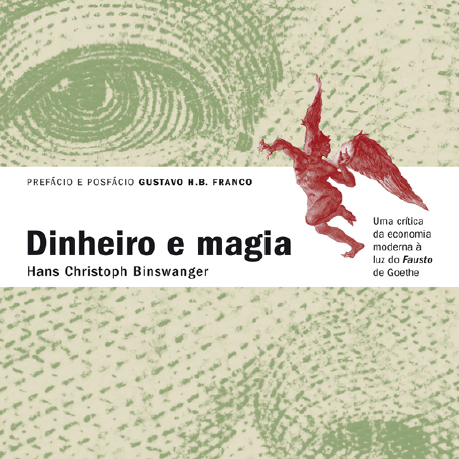 PREFÁCIO E POSFÁCIO GUSTAVO H.B. FRANCO
Dinheiro e magia
Hans Christoph Binswanger
Uma crítica
da economia
moderna à
luz do Fausto
de Goethe